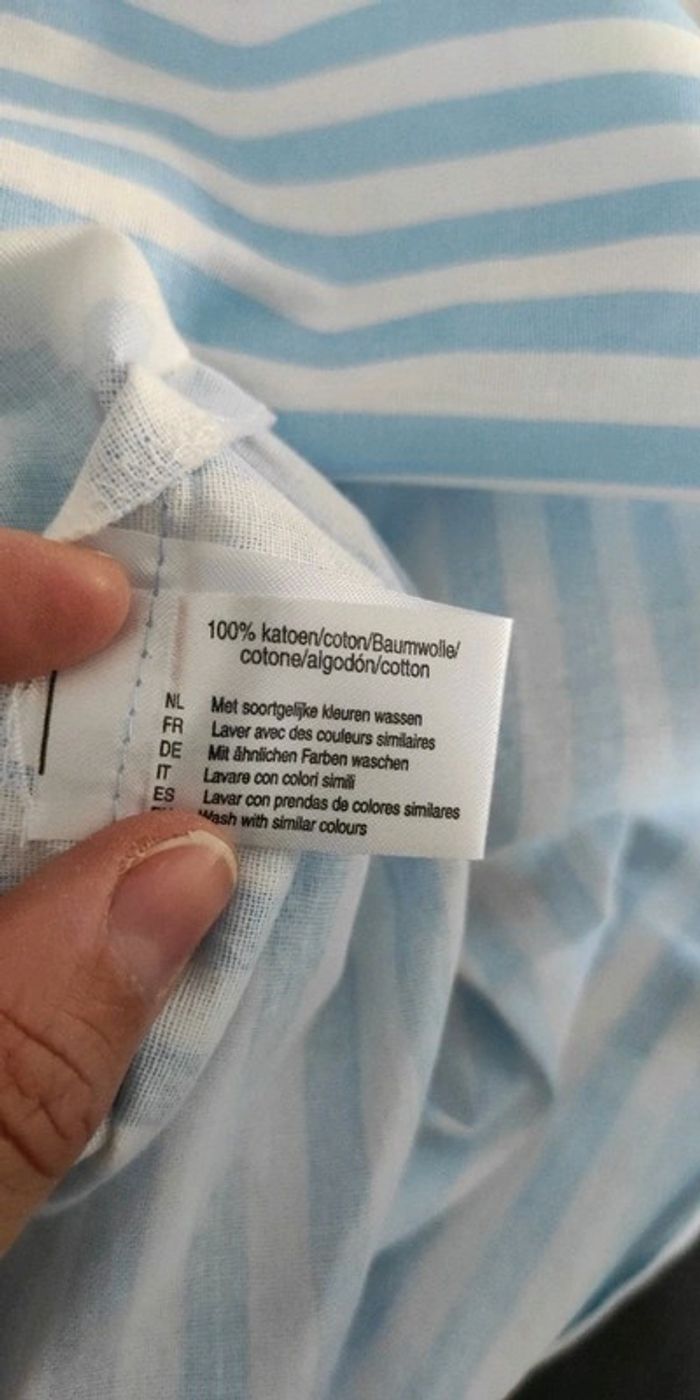 100% katoen/coton/Baumwolle/
cotone/algodón/cotton
NL Met soortgelijke kleuren wassen
FR Laver avec des couleurs similaires
DE Mit ähnlichen Farben waschen
IT Lavare con colori simili
ES Lavar con prendas de colores similares
Wash with similar colours